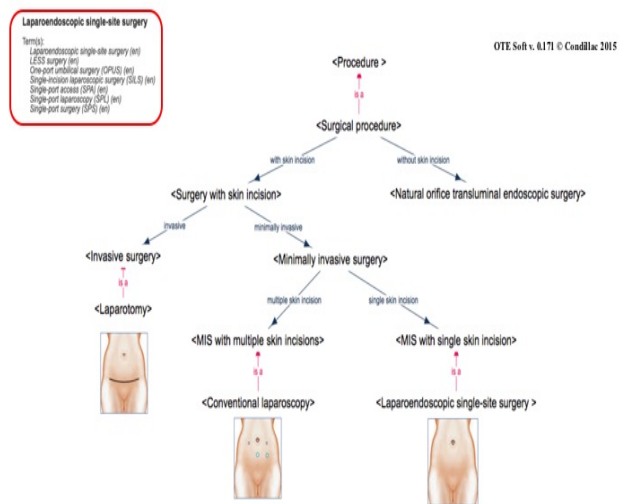 Laparoendoscopic single-site surgery
Term(s):
Laparoendoscopic single-site surgery (en)
LESS surgery (en)
One-port umbilical surgery (OPUS) (en)
Single-incision laparoscopic surgery (SILS) (en)
Single-port access (SPA) (en)
Single-port laparoscopy (SPL) (en)
Single-port surgery (SPS) (en)
OTE Soft v. 0.171 © Condillac 2015
<Procedure >
is a
<Surgical procedure>
with skin incision
without skin incision
<Surgery with skin incision>
<Natural orifice transluminal endoscopic surgery>
invasive
minimally invasive
<Invasive surgery>
<Minimally invasive surgery>
is a
<Laparotomy>
multiple skin incision
single skin incision
<MIS with multiple skin incisions>
<MIS with single skin incision>
is a
is a
<Conventional laparoscopy>
<Laparoendoscopic single-site surgery >